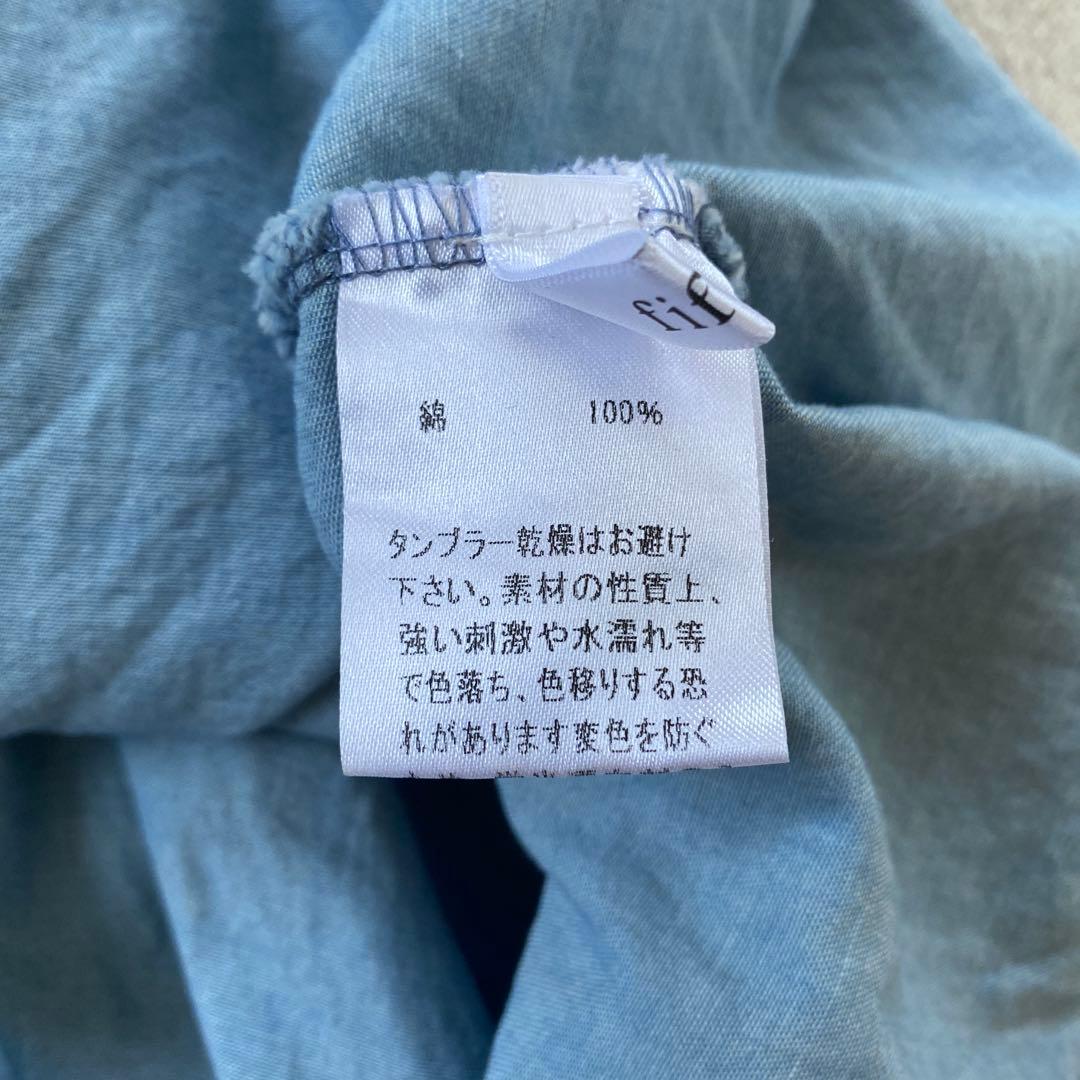 fif
綿 100%
タンブラー乾燥はお避け
下さい。素材の性質上、
強い刺激や水濡れ等
で色落ち、色移りする恐
れがあります変色を防ぐ